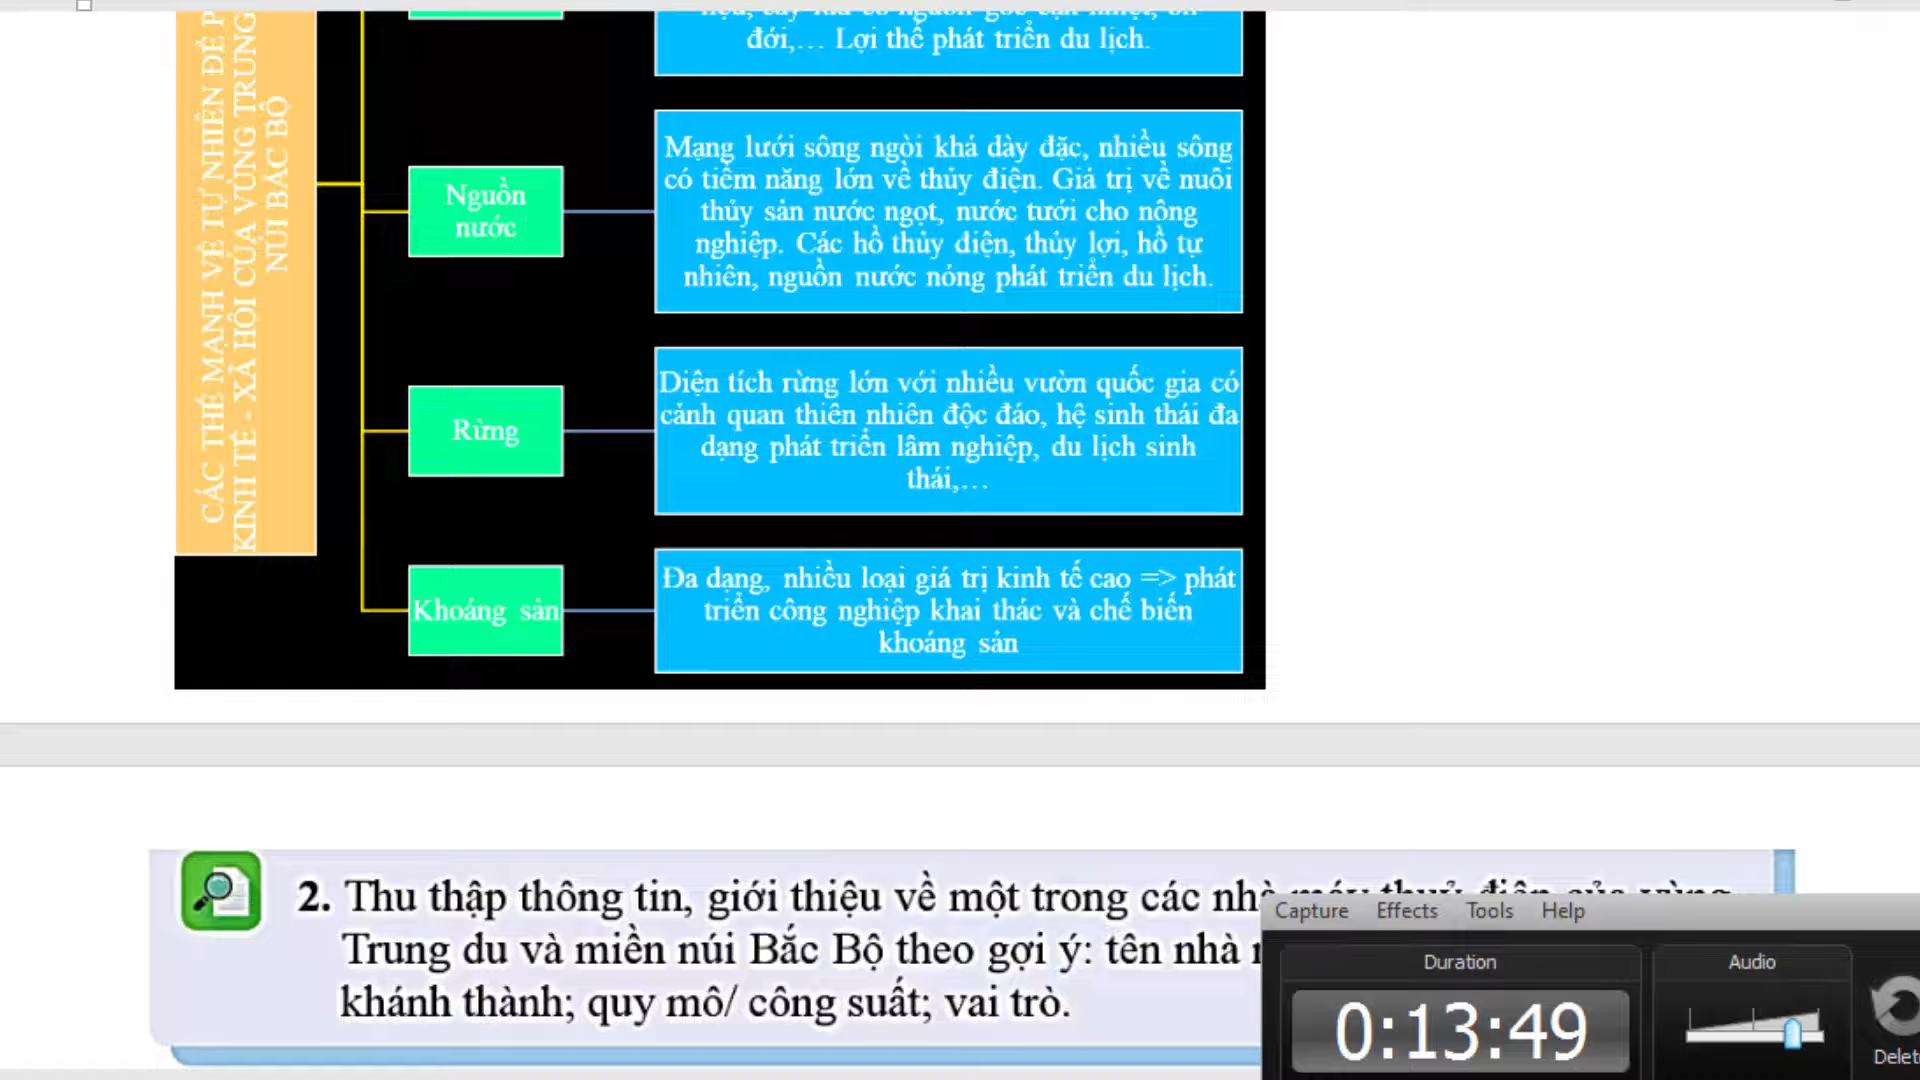 đới,... Lợi thế phát triển du lịch.
CÁC THẾ MẠNH VỀ TỰ NHIÊN ĐỂ P
KINH TẾ - XÃ HỘI CỦA VÙNG TRUNG
NÚI BẮC BỘ
Nguồn
nước
Mạng lưới sông ngòi khá dày đặc, nhiều sông
có tiềm năng lớn về thủy điện. Giá trị về nuôi
thủy sản nước ngọt, nước tưới cho nông
nghiệp. Các hồ thủy điện, thủy lợi, hồ tự
nhiên, nguồn nước nóng phát triển du lịch.
Rừng
Diện tích rừng lớn với nhiều vườn quốc gia có
cảnh quan thiên nhiên độc đáo, hệ sinh thái đa
dạng phát triển lâm nghiệp, du lịch sinh
thái,...
Khoáng sản
Đa dạng, nhiều loại giá trị kinh tế cao => phát
triển công nghiệp khai thác và chế biến
khoáng sản
2. Thu thập thông tin, giới thiệu về một trong các nhà máy thuỷ điện của vùng
Trung du và miền núi Bắc Bộ theo gợi ý: tên nhà
khánh thành; quy mô/ công suất; vai trò.
Capture Effects Tools Help
Duration
Audio
0:13:49
Delet